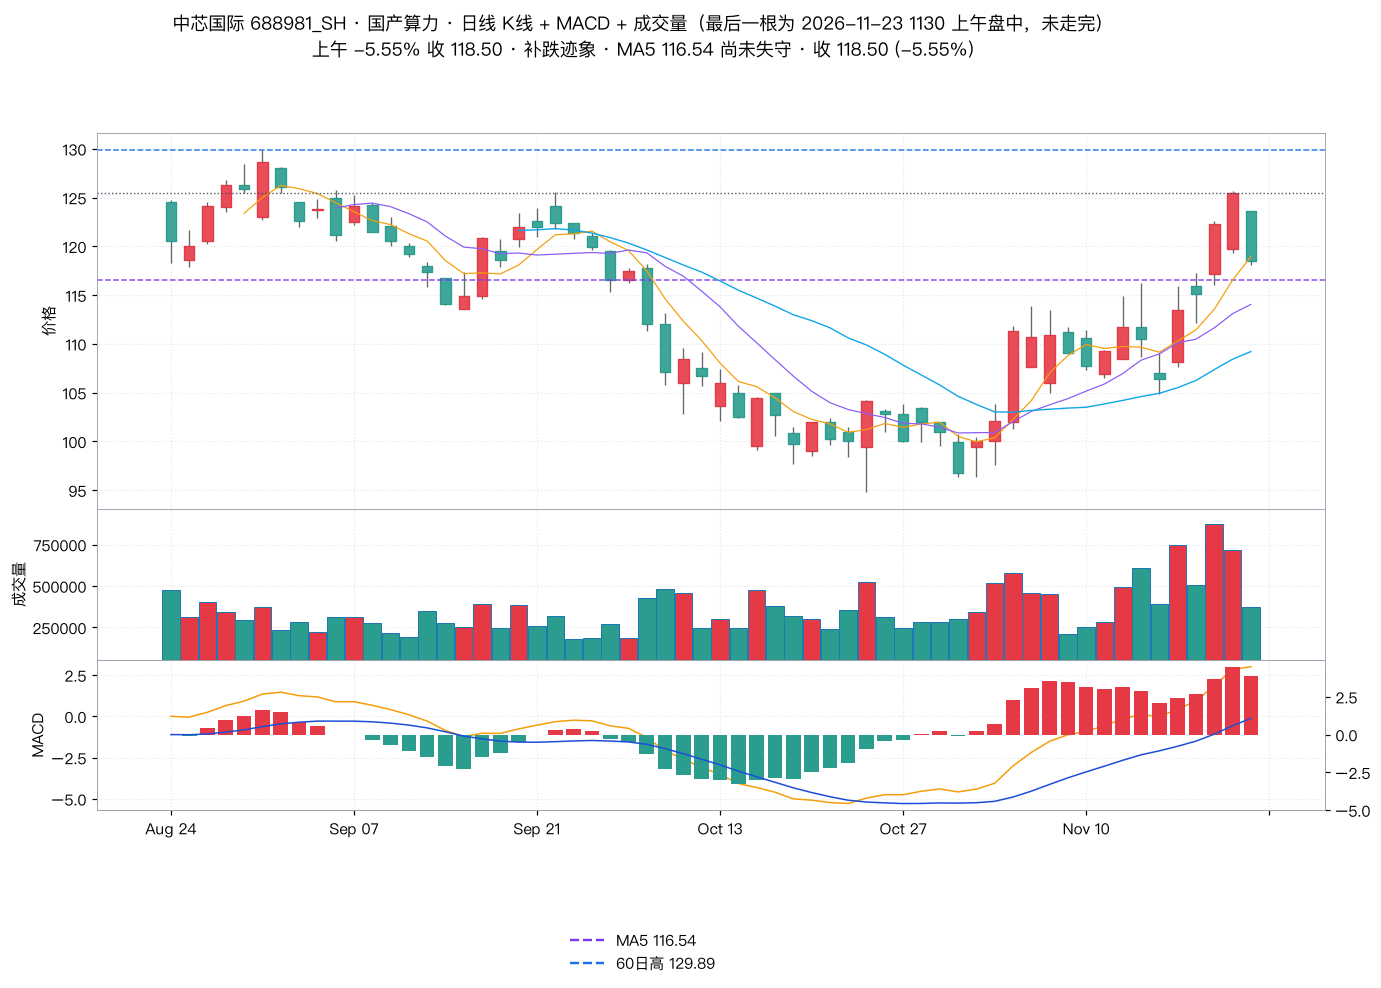 中芯国际 688981_SH · 国产算力 · 日线 K线 + MACD + 成交量（最后一根为 2026−11−23 1130 上午盘中，未走完）
上午 −5.55% 收 118.50 · 补跌迹象 · MA5 116.54 尚未失守 · 收 118.50 (−5.55%)
价格
130
125
120
115
110
105
100
95
成交量
750000
500000
250000
MACD
2.5
0.0
−2.5
−5.0
2.5
0.0
−2.5
−5.0
Aug 24
Sep 07
Sep 21
Oct 13
Oct 27
Nov 10
MA5 116.54
60日高 129.89